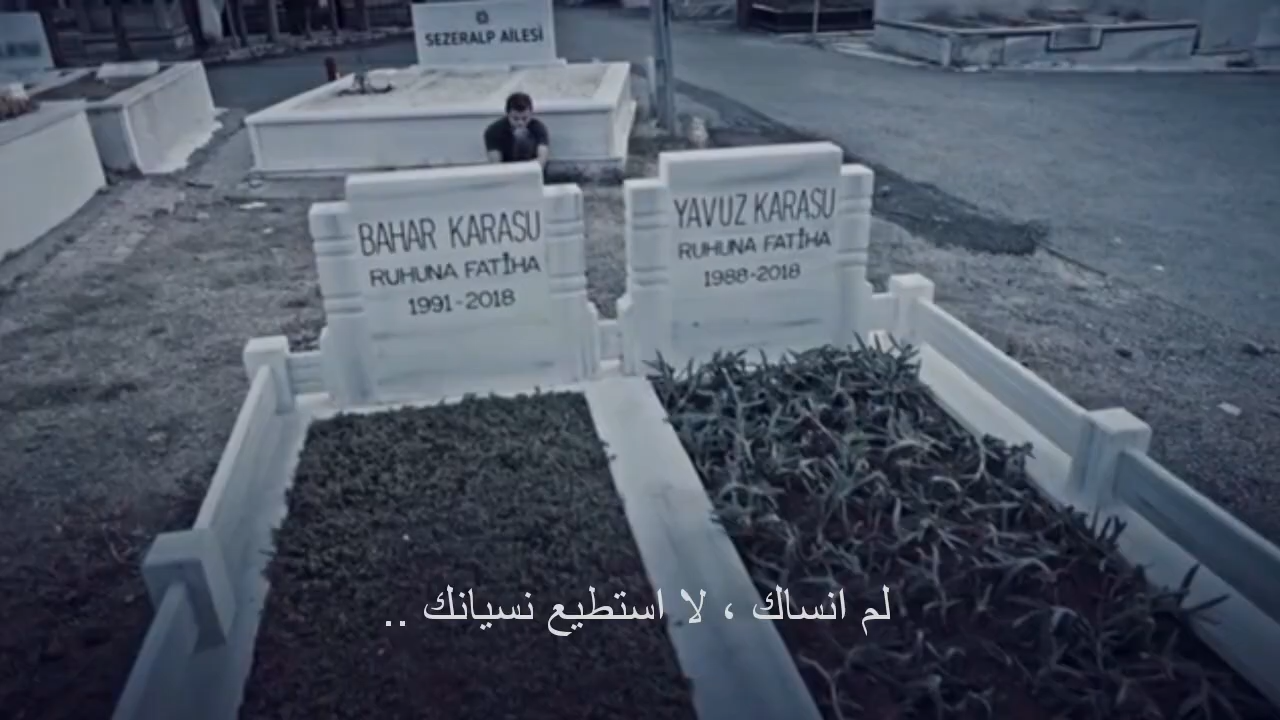 SEZERALP AİLESİ
BAHAR KARASU
RUHUNA FATİHA
1991-2018
YAVUZ KARASU
RUHUNA FATİHA
1988-2018
لم انساك ، لا استطيع نسيانك ..